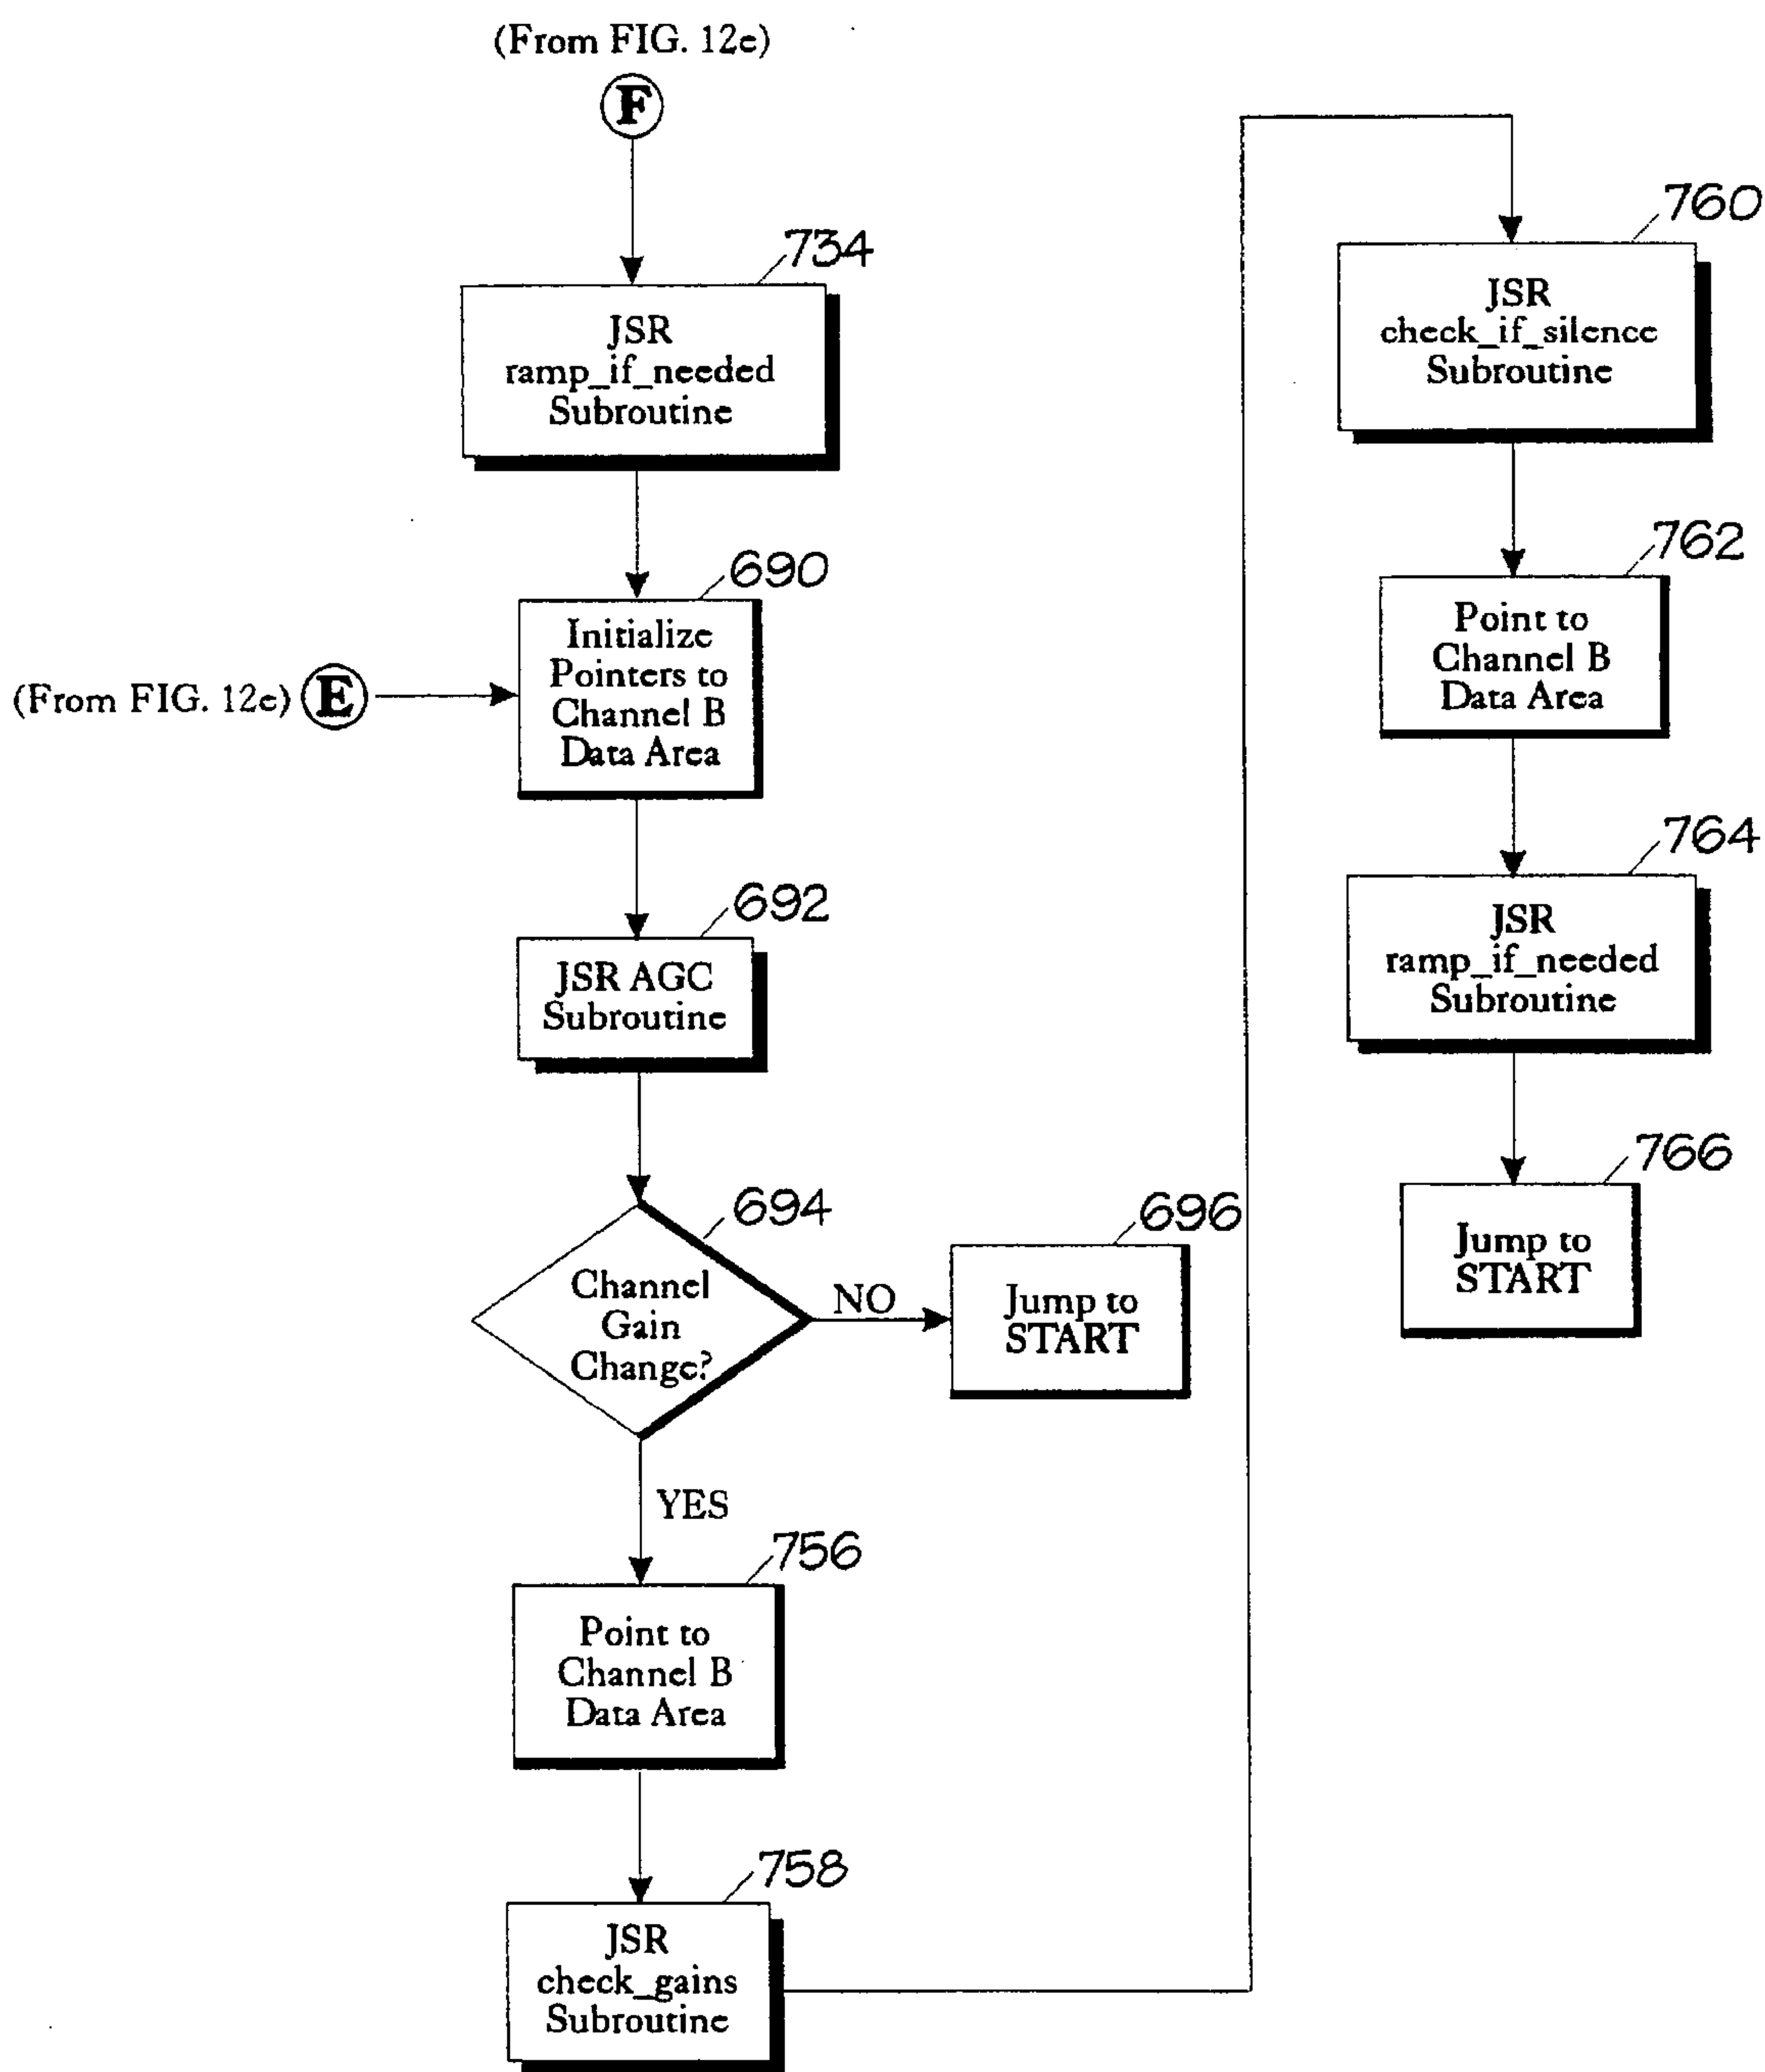 (From FIG. 12e)
F
734
JSR
ramp_if_needed
Subroutine
690
Initialize
Pointers to
Channel B
Data Area
(From FIG. 12e) E
692
JSR AGC
Subroutine
694
Channel
Gain
Change?
NO
696
Jump to
START
YES
756
Point to
Channel B
Data Area
758
JSR
check_gains
Subroutine
760
JSR
check_if_silence
Subroutine
762
Point to
Channel B
Data Area
764
JSR
ramp_if_needed
Subroutine
766
Jump to
START